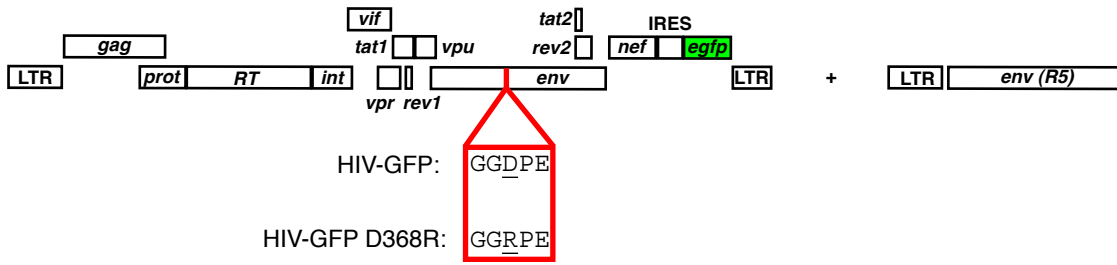 vif tat2 IRES
gag tat1 vpu rev2 nef egfp
LTR prot RT int env LTR + LTR env (R5)
vpr rev1
HIV-GFP: GGDPE
HIV-GFP D368R: GGRPE